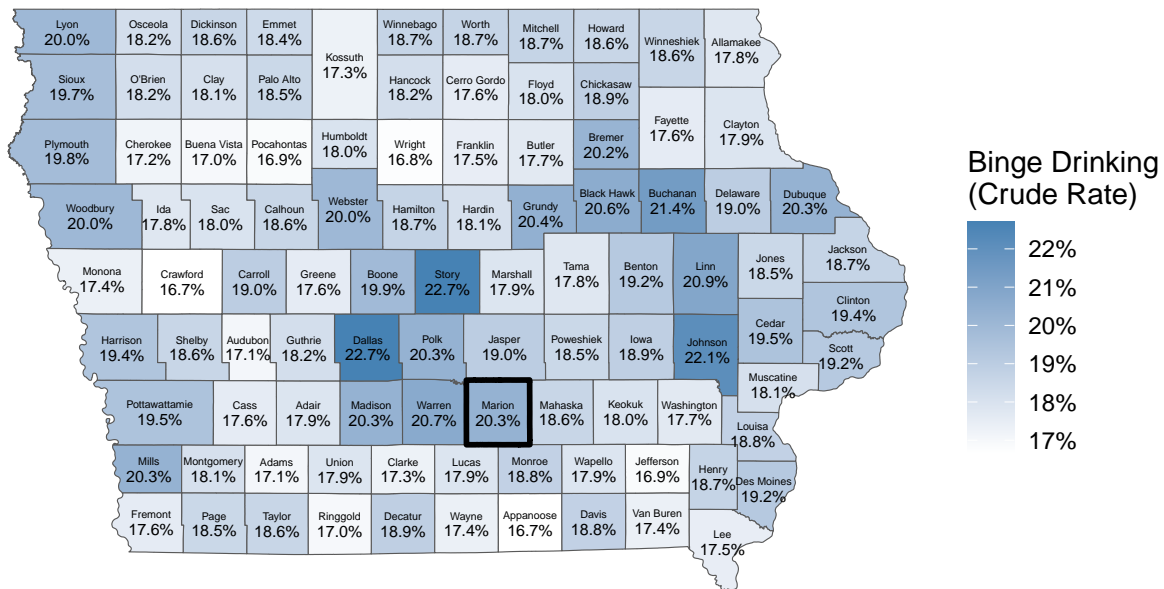 Lyon
20.0%
Osceola
18.2%
Dickinson
18.6%
Emmet
18.4%
Kossuth
17.3%
Winnebago
18.7%
Worth
18.7%
Mitchell
18.7%
Howard
18.6%
Winneshiek
18.6%
Allamakee
17.8%
Sioux
19.7%
O'Brien
18.2%
Clay
18.1%
Palo Alto
18.5%
Hancock
18.2%
Cerro Gordo
17.6%
Floyd
18.0%
Chickasaw
18.9%
Fayette
17.6%
Clayton
17.9%
Plymouth
19.8%
Cherokee
17.2%
Buena Vista
17.0%
Pocahontas
16.9%
Humboldt
18.0%
Wright
16.8%
Franklin
17.5%
Butler
17.7%
Bremer
20.2%
Woodbury
20.0%
Ida
17.8%
Sac
18.0%
Calhoun
18.6%
Webster
20.0%
Hamilton
18.7%
Hardin
18.1%
Grundy
20.4%
Black Hawk
20.6%
Buchanan
21.4%
Delaware
19.0%
Dubuque
20.3%
Monona
17.4%
Crawford
16.7%
Carroll
19.0%
Greene
17.6%
Boone
19.9%
Story
22.7%
Marshall
17.9%
Tama
17.8%
Benton
19.2%
Linn
20.9%
Jones
18.5%
Jackson
18.7%
Clinton
19.4%
Harrison
19.4%
Shelby
18.6%
Audubon
17.1%
Guthrie
18.2%
Dallas
22.7%
Polk
20.3%
Jasper
19.0%
Poweshiek
18.5%
Iowa
18.9%
Johnson
22.1%
Cedar
19.5%
Scott
19.2%
Muscatine
18.1%
Pottawattamie
19.5%
Cass
17.6%
Adair
17.9%
Madison
20.3%
Warren
20.7%
Marion
20.3%
Mahaska
18.6%
Keokuk
18.0%
Washington
17.7%
Louisa
18.8%
Mills
20.3%
Montgomery
18.1%
Adams
17.1%
Union
17.9%
Clarke
17.3%
Lucas
17.9%
Monroe
18.8%
Wapello
17.9%
Jefferson
16.9%
Henry
18.7%
Des Moines
19.2%
Fremont
17.6%
Page
18.5%
Taylor
18.6%
Ringgold
17.0%
Decatur
18.9%
Wayne
17.4%
Appanoose
16.7%
Davis
18.8%
Van Buren
17.4%
Lee
17.5%
Binge Drinking
(Crude Rate)
22%
21%
20%
19%
18%
17%